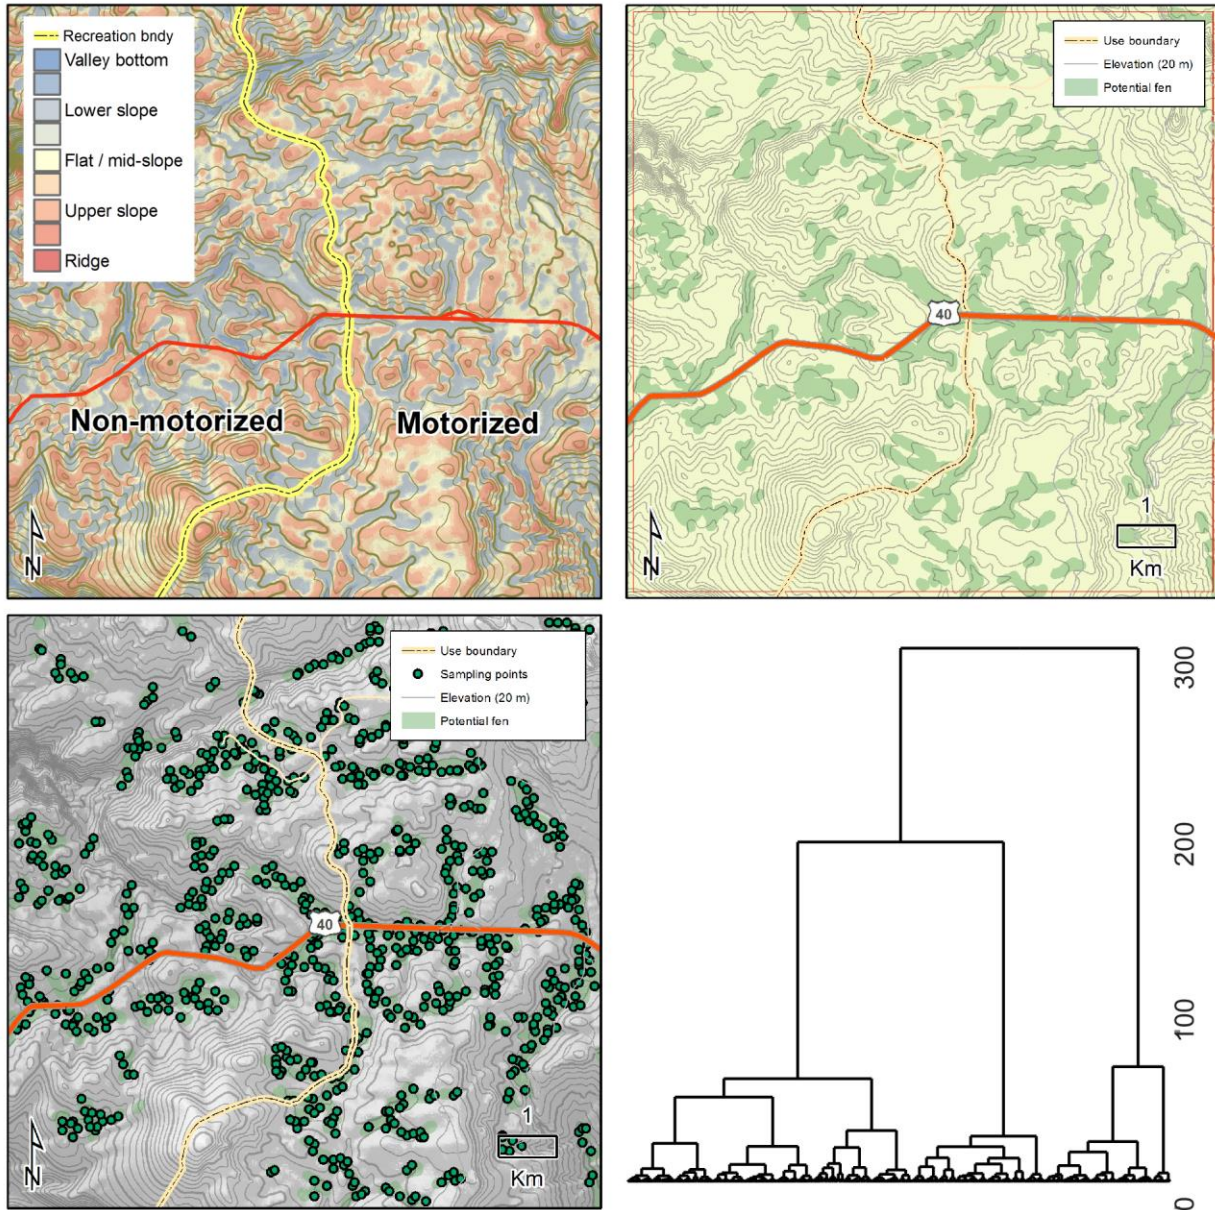 Recreation bndy
Valley bottom
Lower slope
Flat / mid-slope
Upper slope
Ridge
Non-motorized
Motorized
N
Use boundary
Elevation (20 m)
Potential fen
40
1
Km
N
Use boundary
Sampling points
Elevation (20 m)
Potential fen
40
1
Km
N
300
200
100
0